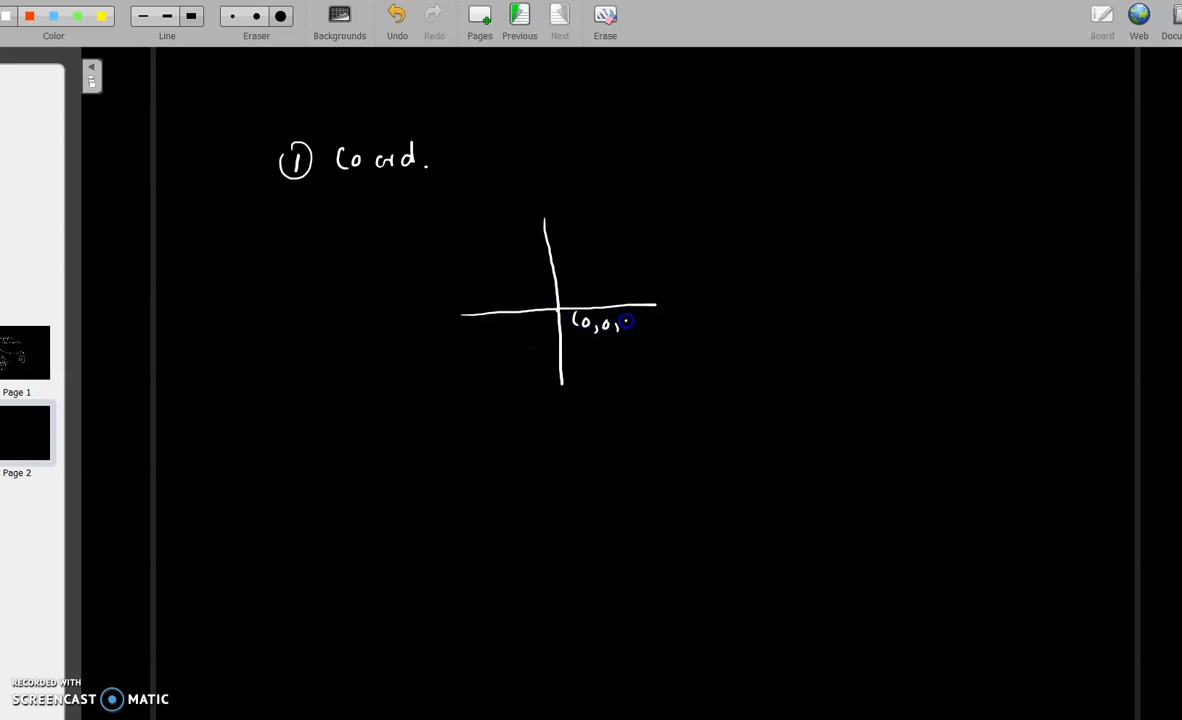 Color Line Eraser Backgrounds Undo Redo Pages Previous Next Erase Board Web Docu
① Coord.
(0,0,
Page 1
Page 2
RECORDED WITH
SCREENCAST MATIC